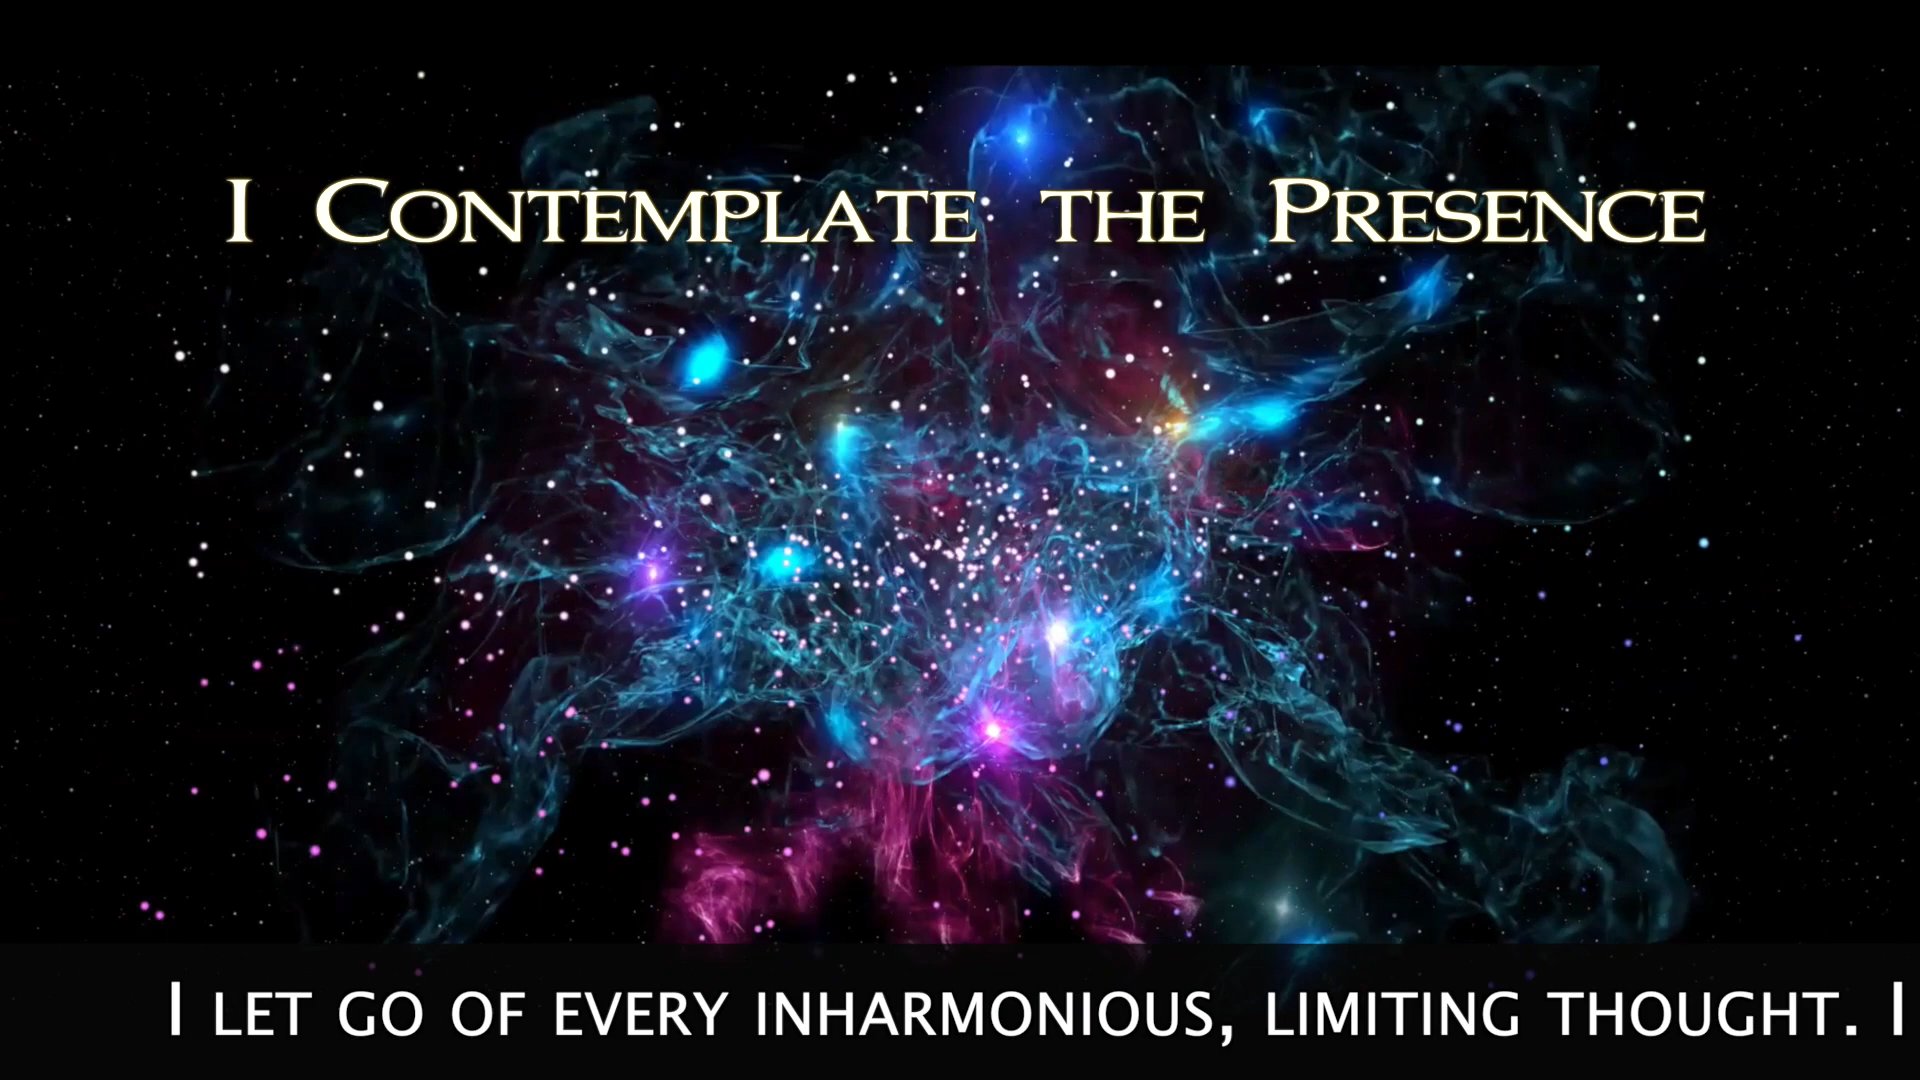 I Contemplate the Presence
I let go of every inharmonious, limiting thought. I